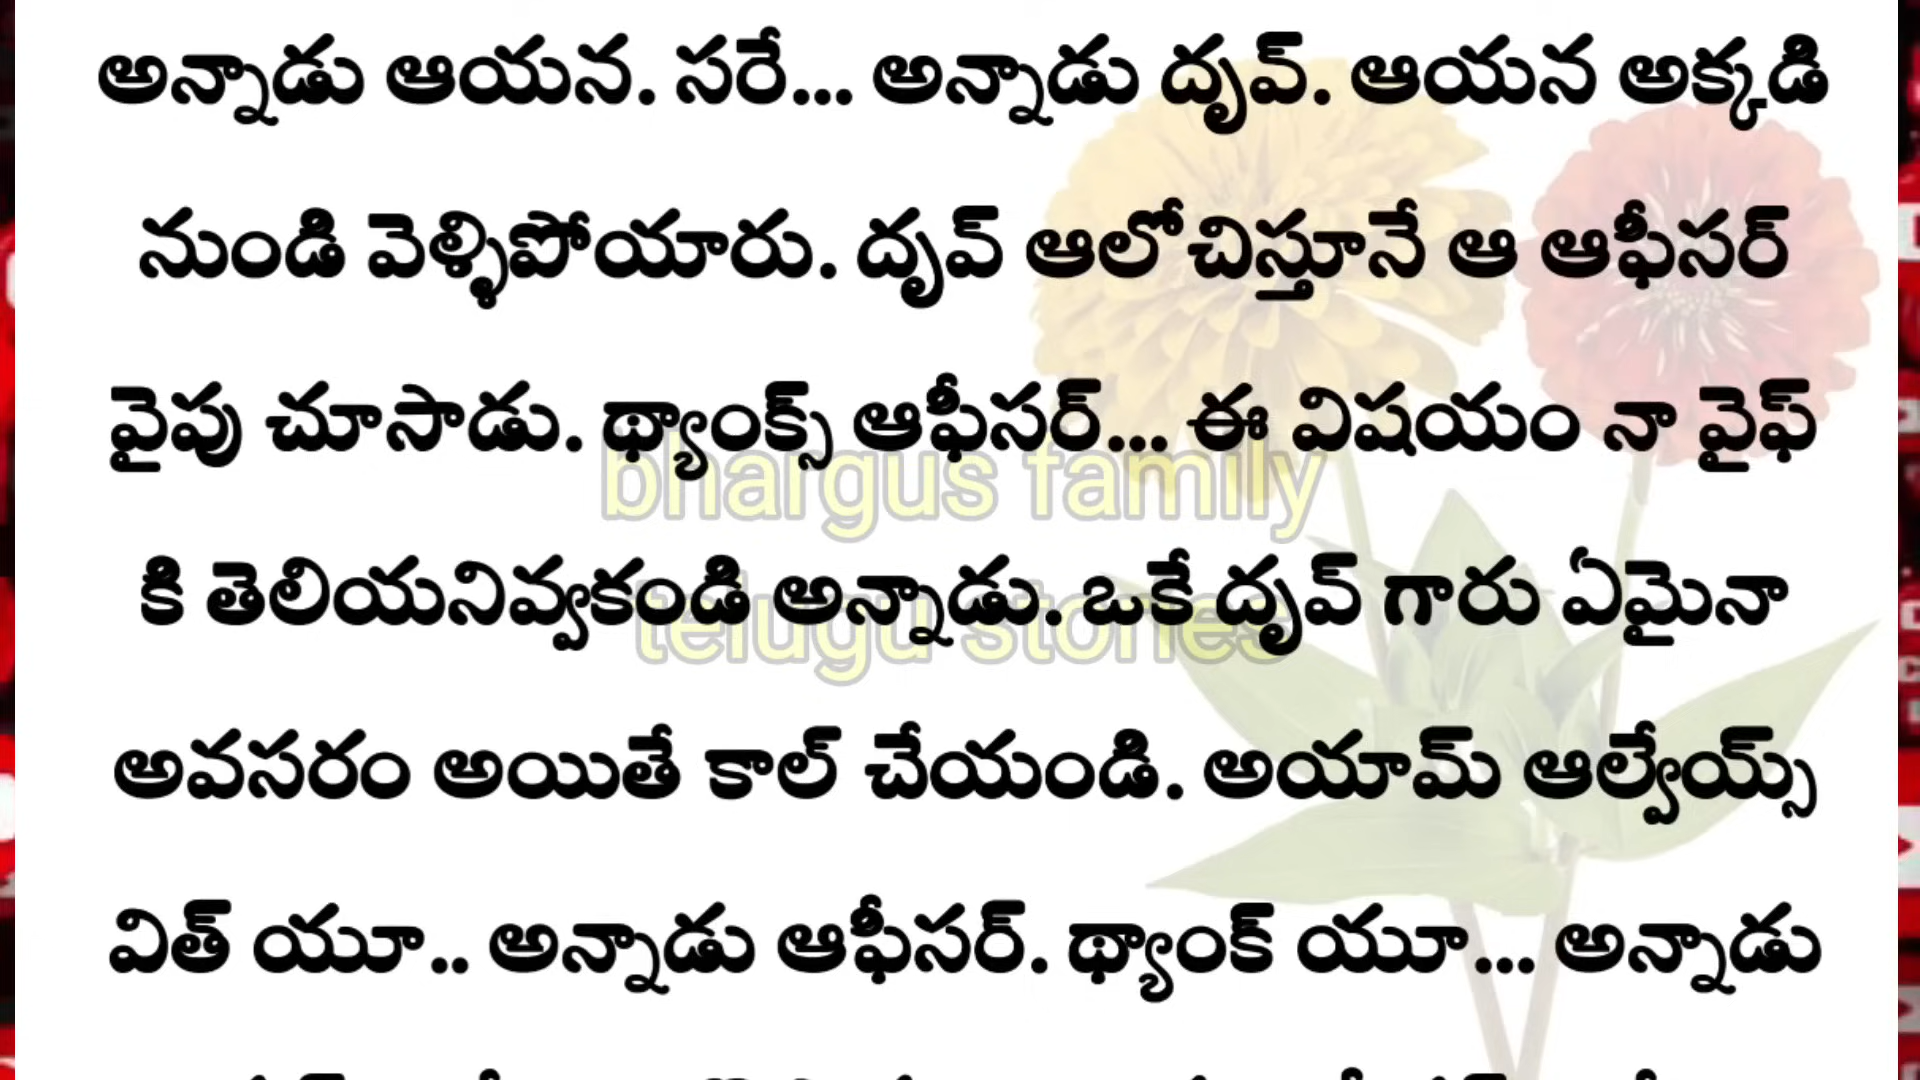 అన్నాడు ఆయన. సరే... అన్నాడు దృవ్. ఆయన అక్కడి
నుండి వెళ్ళిపోయారు. దృవ్ ఆలోచిస్తూనే ఆ ఆఫీసర్
వైపు చూసాడు. థ్యాంక్స్ ఆఫీసర్... ఈ విషయం నా వైఫ్
bhargus family
కి తెలియనివ్వకండి అన్నాడు. ఒకే దృవ్ గారు ఏమైనా
telugu stories
అవసరం అయితే కాల్ చేయండి. అయామ్ ఆల్వేయ్స్
విత్ యూ.. అన్నాడు ఆఫీసర్. థ్యాంక్ యూ... అన్నాడు